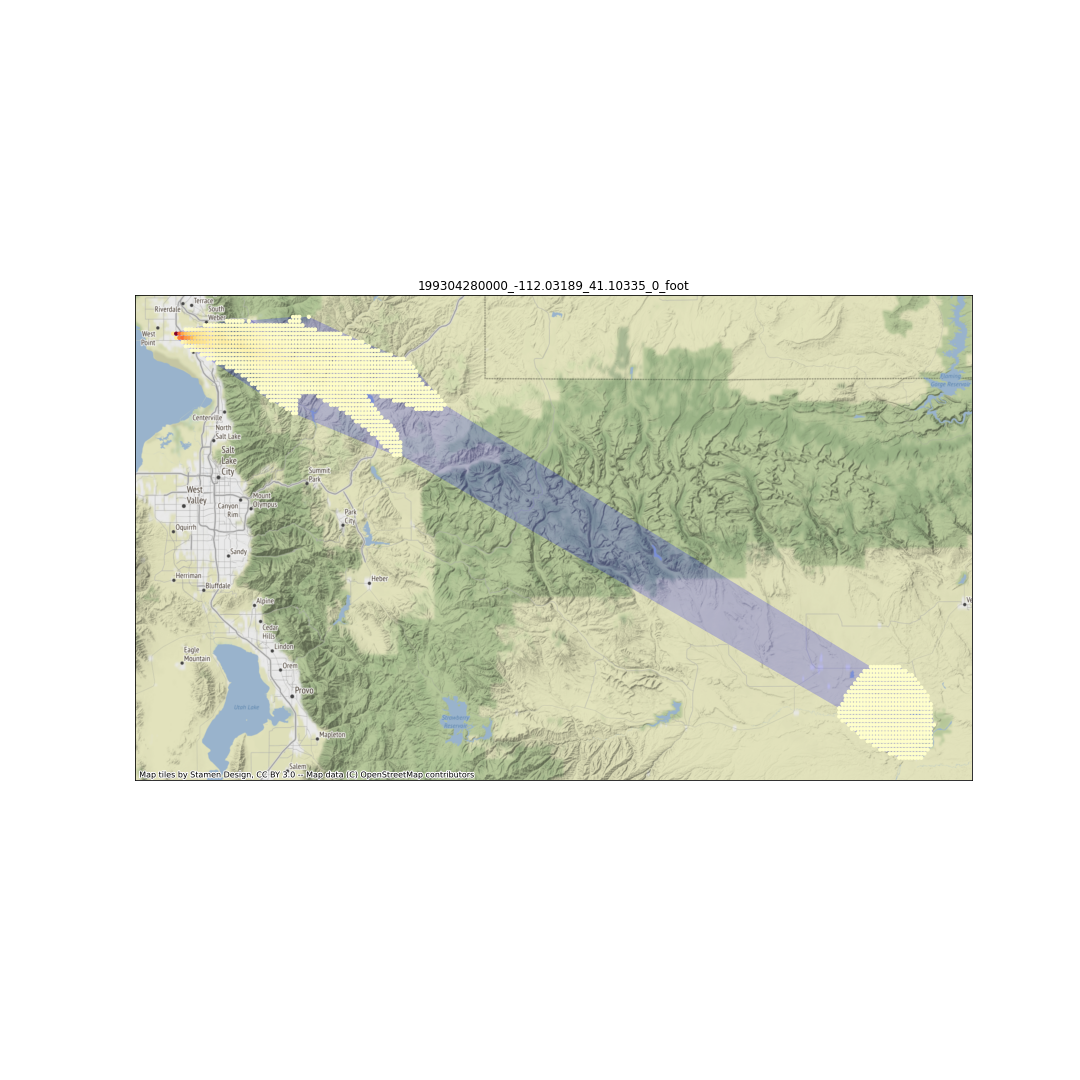 199304280000_-112.03189_41.10335_0_foot
Terrace
Riverdale
South
Weber
West
Point
Centerville
North
Salt Lake
Salt
Lake
City
Summit
Park
West
Valley
Mount
Olympus
Canyon
Rim
Park
City
Oquirrh
Sandy
Herriman
Heber
Bluffdale
Alpine
Cedar
Hills
Eagle
Mountain
Lindon
Orem
Provo
Utah Lake
Strawberry
Reservoir
Mapleton
Salem
Map tiles by Stamen Design, CC BY 3.0 -- Map data (C) OpenStreetMap contributors